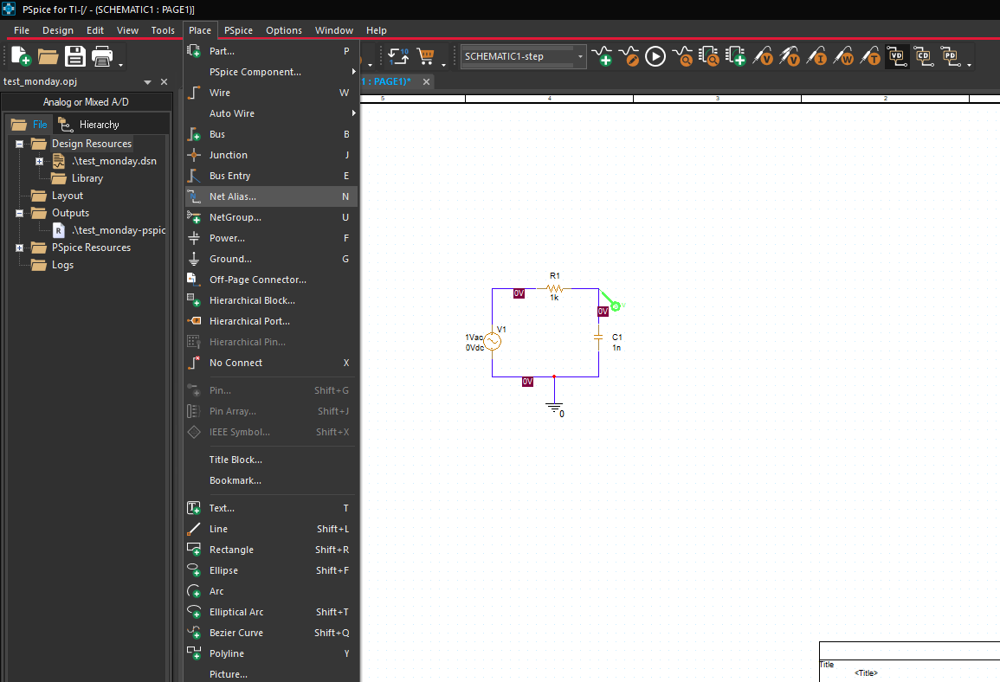 PSpice for TI-[/ - (SCHEMATIC1 : PAGE1)]
File Design Edit View Tools Place PSpice Options Window Help
SCHEMATIC1-step
V V I W T VD CD PD
test_monday.opj
1 : PAGE1)*
Analog or Mixed A/D
File Hierarchy
Design Resources
.\test_monday.dsn
Library
Layout
Outputs
R .\test_monday-pspic
PSpice Resources
Logs
Part... P
PSpice Component...
Wire W
Auto Wire
Bus B
Junction J
Bus Entry E
Net Alias... N
NetGroup... U
Power... F
Ground... G
Off-Page Connector...
Hierarchical Block...
Hierarchical Port...
Hierarchical Pin...
No Connect X
Pin... Shift+G
Pin Array... Shift+J
IEEE Symbol... Shift+X
Title Block...
Bookmark...
Text... T
Line Shift+L
Rectangle Shift+R
Ellipse Shift+F
Arc
Elliptical Arc Shift+T
Bezier Curve Shift+Q
Polyline Y
Picture...
5 4 3 2
R1
0V
1k
0V
V1
1Vac
0Vdc
C1
1n
0V
0
Title
<Title>